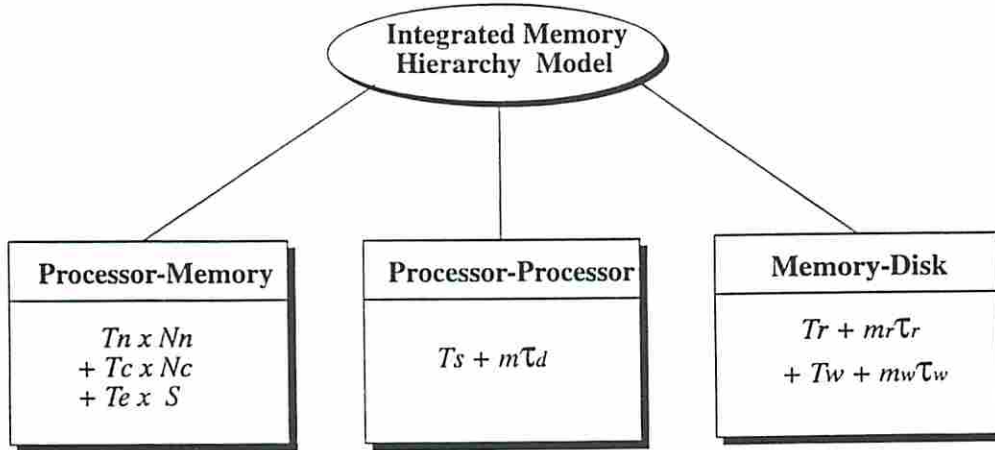 Integrated Memory
Hierarchy Model
Processor-Memory
Tn x Nn
+ Tc x Nc
+ Te x S
Processor-Processor
Ts + mτd
Memory-Disk
Tr + mrτr
+ Tw + mwτw